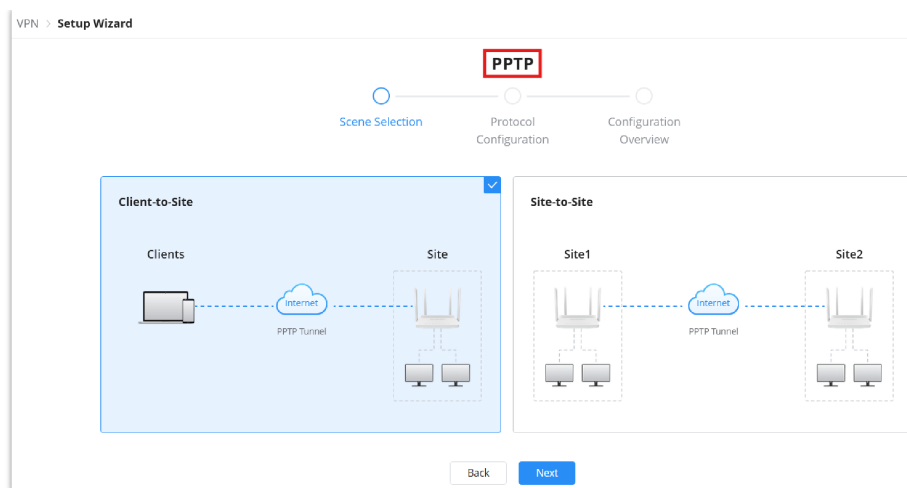 VPN > Setup Wizard
PPTP
Scene Selection
Protocol
Configuration
Configuration
Overview
Client-to-Site
Clients
Site
Internet
PPTP Tunnel
Site-to-Site
Site1
Site2
Internet
PPTP Tunnel
Back
Next